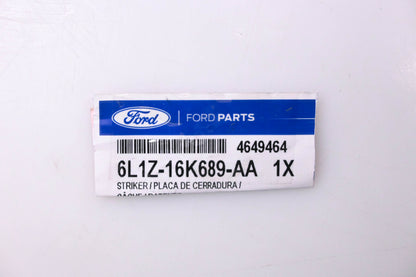 Ford FORD PARTS
4649464
6L1Z-16K689-AA 1X
STRIKER / PLACA DE CERRADURA /